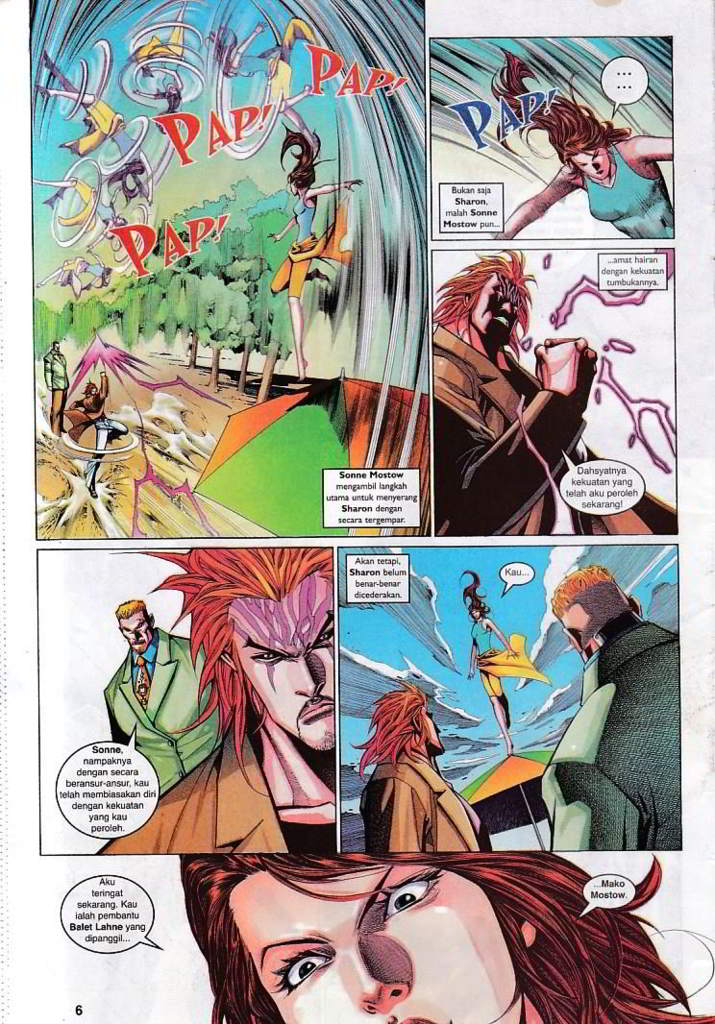 PAP!
PAP!
PAP!
Sonne Mostow
mengambil langkah
utama untuk menyerang
Sharon dengan
secara tergempar.
PAP!
...
...
Bukan saja
Sharon,
malah Sonne
Mostow pun...
...amat hairan
dengan kekuatan
tumbukannya.
Dahsyatnya
kekuatan yang
telah aku peroleh
sekarang!
Sonne,
nampaknya
dengan secara
beransur-ansur, kau
telah membiasakan diri
dengan kekuatan
yang kau
peroleh.
Akan tetapi,
Sharon belum
benar-benar
dicederakan.
Kau...
Aku
teringat
sekarang. Kau
ialah pembantu
Balet Lahne yang
dipanggil...
...Mako
Mostow.
6